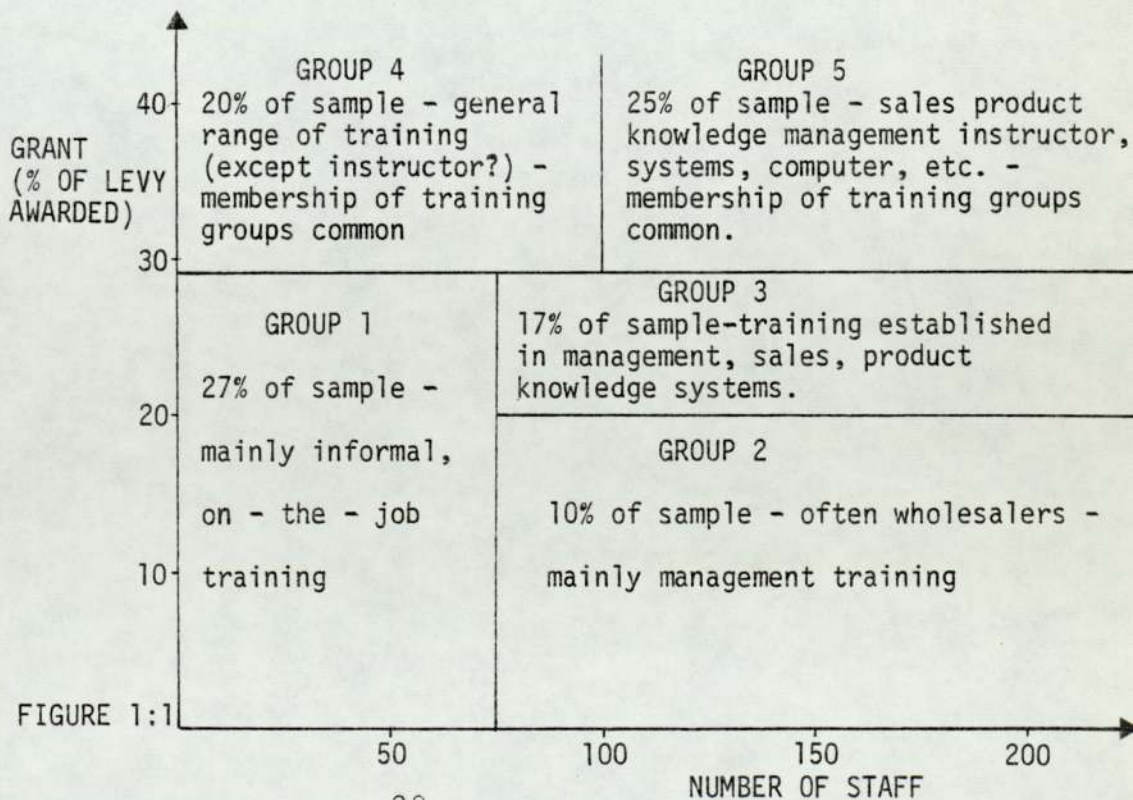 GRANT
(% OF LEVY
AWARDED)
40
30
20
10
GROUP 4
20% of sample - general
range of training
(except instructor?) -
membership of training
groups common
GROUP 5
25% of sample - sales product
knowledge management instructor,
systems, computer, etc. -
membership of training groups
common.
GROUP 1
27% of sample -
mainly informal,
on - the - job
training
GROUP 3
17% of sample-training established
in management, sales, product
knowledge systems.
GROUP 2
10% of sample - often wholesalers -
mainly management training
FIGURE 1:1
50 100 150 200
NUMBER OF STAFF